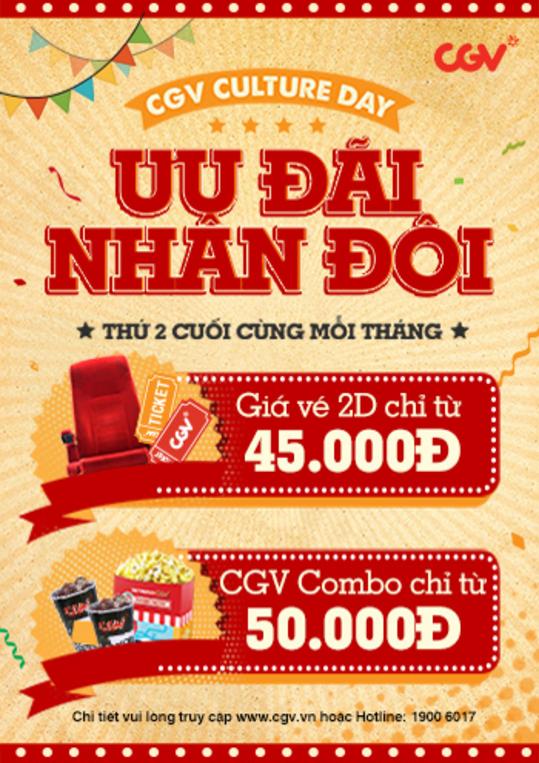 CGV*
CGV CULTURE DAY
ƯU ĐÃI
NHÂN ĐÔI
★ THỨ 2 CUỐI CÙNG MỖI THÁNG ★
TICKET
CGV
Giá vé 2D chỉ từ
45.000Đ
CGV Combo chỉ từ
CGV
CGV
50.000Đ
Chi tiết vui lòng truy cập www.cgv.vn hoặc Hotline: 1900 6017